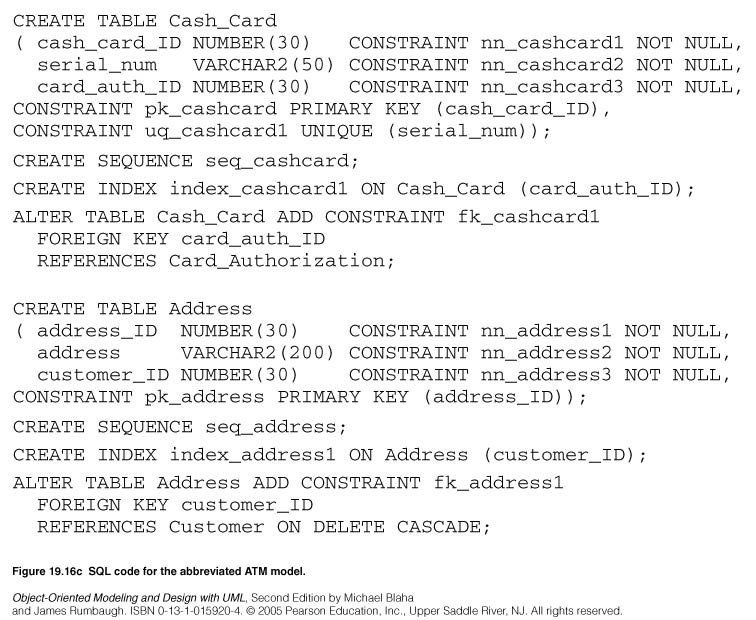 CREATE TABLE Cash_Card
( cash_card_ID NUMBER(30) CONSTRAINT nn_cashcard1 NOT NULL,
serial_num VARCHAR2(50) CONSTRAINT nn_cashcard2 NOT NULL,
card_auth_ID NUMBER(30) CONSTRAINT nn_cashcard3 NOT NULL,
CONSTRAINT pk_cashcard PRIMARY KEY (cash_card_ID),
CONSTRAINT uq_cashcard1 UNIQUE (serial_num));
CREATE SEQUENCE seq_cashcard;
CREATE INDEX index_cashcard1 ON Cash_Card (card_auth_ID);
ALTER TABLE Cash_Card ADD CONSTRAINT fk_cashcard1
FOREIGN KEY card_auth_ID
REFERENCES Card_Authorization;
CREATE TABLE Address
( address_ID NUMBER(30) CONSTRAINT nn_address1 NOT NULL,
address VARCHAR2(200) CONSTRAINT nn_address2 NOT NULL,
customer_ID NUMBER(30) CONSTRAINT nn_address3 NOT NULL,
CONSTRAINT pk_address PRIMARY KEY (address_ID));
CREATE SEQUENCE seq_address;
CREATE INDEX index_address1 ON Address (customer_ID);
ALTER TABLE Address ADD CONSTRAINT fk_address1
FOREIGN KEY customer_ID
REFERENCES Customer ON DELETE CASCADE;
Figure 19.16c SQL code for the abbreviated ATM model.
Object-Oriented Modeling and Design with UML, Second Edition by Michael Blaha
and James Rumbaugh. ISBN 0-13-1-015920-4. © 2005 Pearson Education, Inc., Upper Saddle River, NJ. All rights reserved.